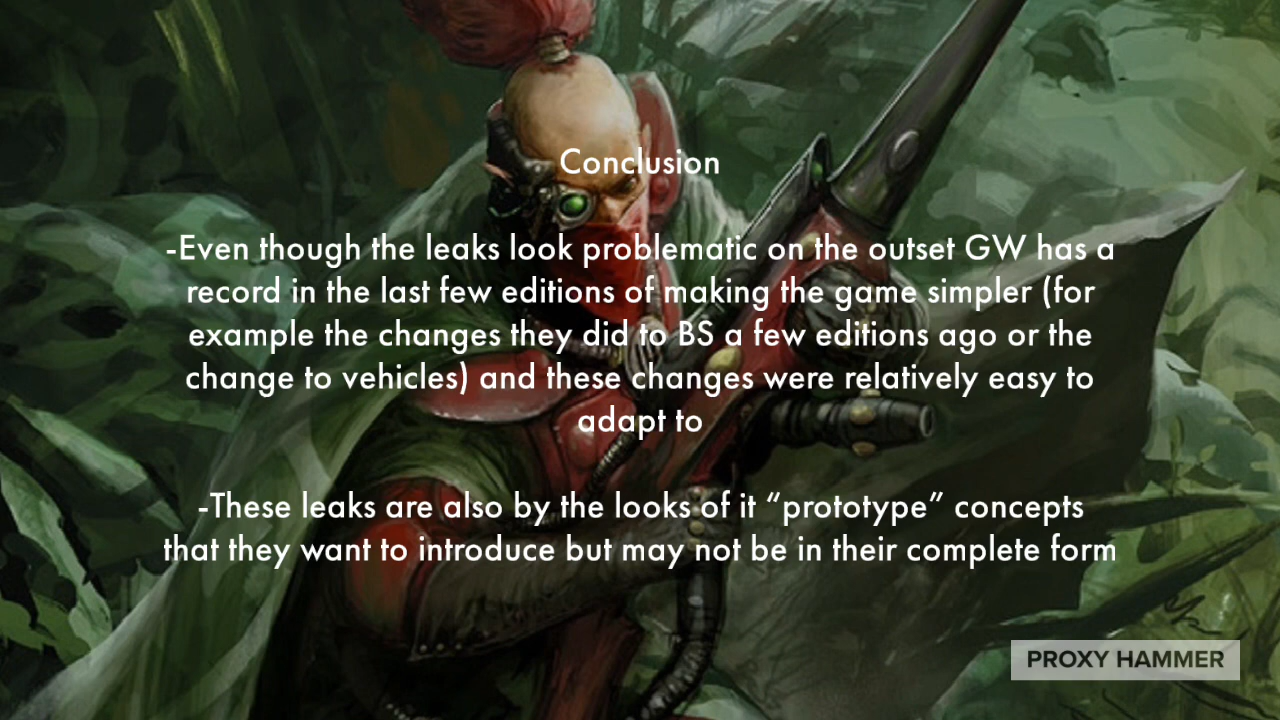 Conclusion
-Even though the leaks look problematic on the outset GW has a
record in the last few editions of making the game simpler (for
example the changes they did to BS a few editions ago or the
change to vehicles) and these changes were relatively easy to
adapt to
-These leaks are also by the looks of it “prototype” concepts
that they want to introduce but may not be in their complete form
PROXY HAMMER